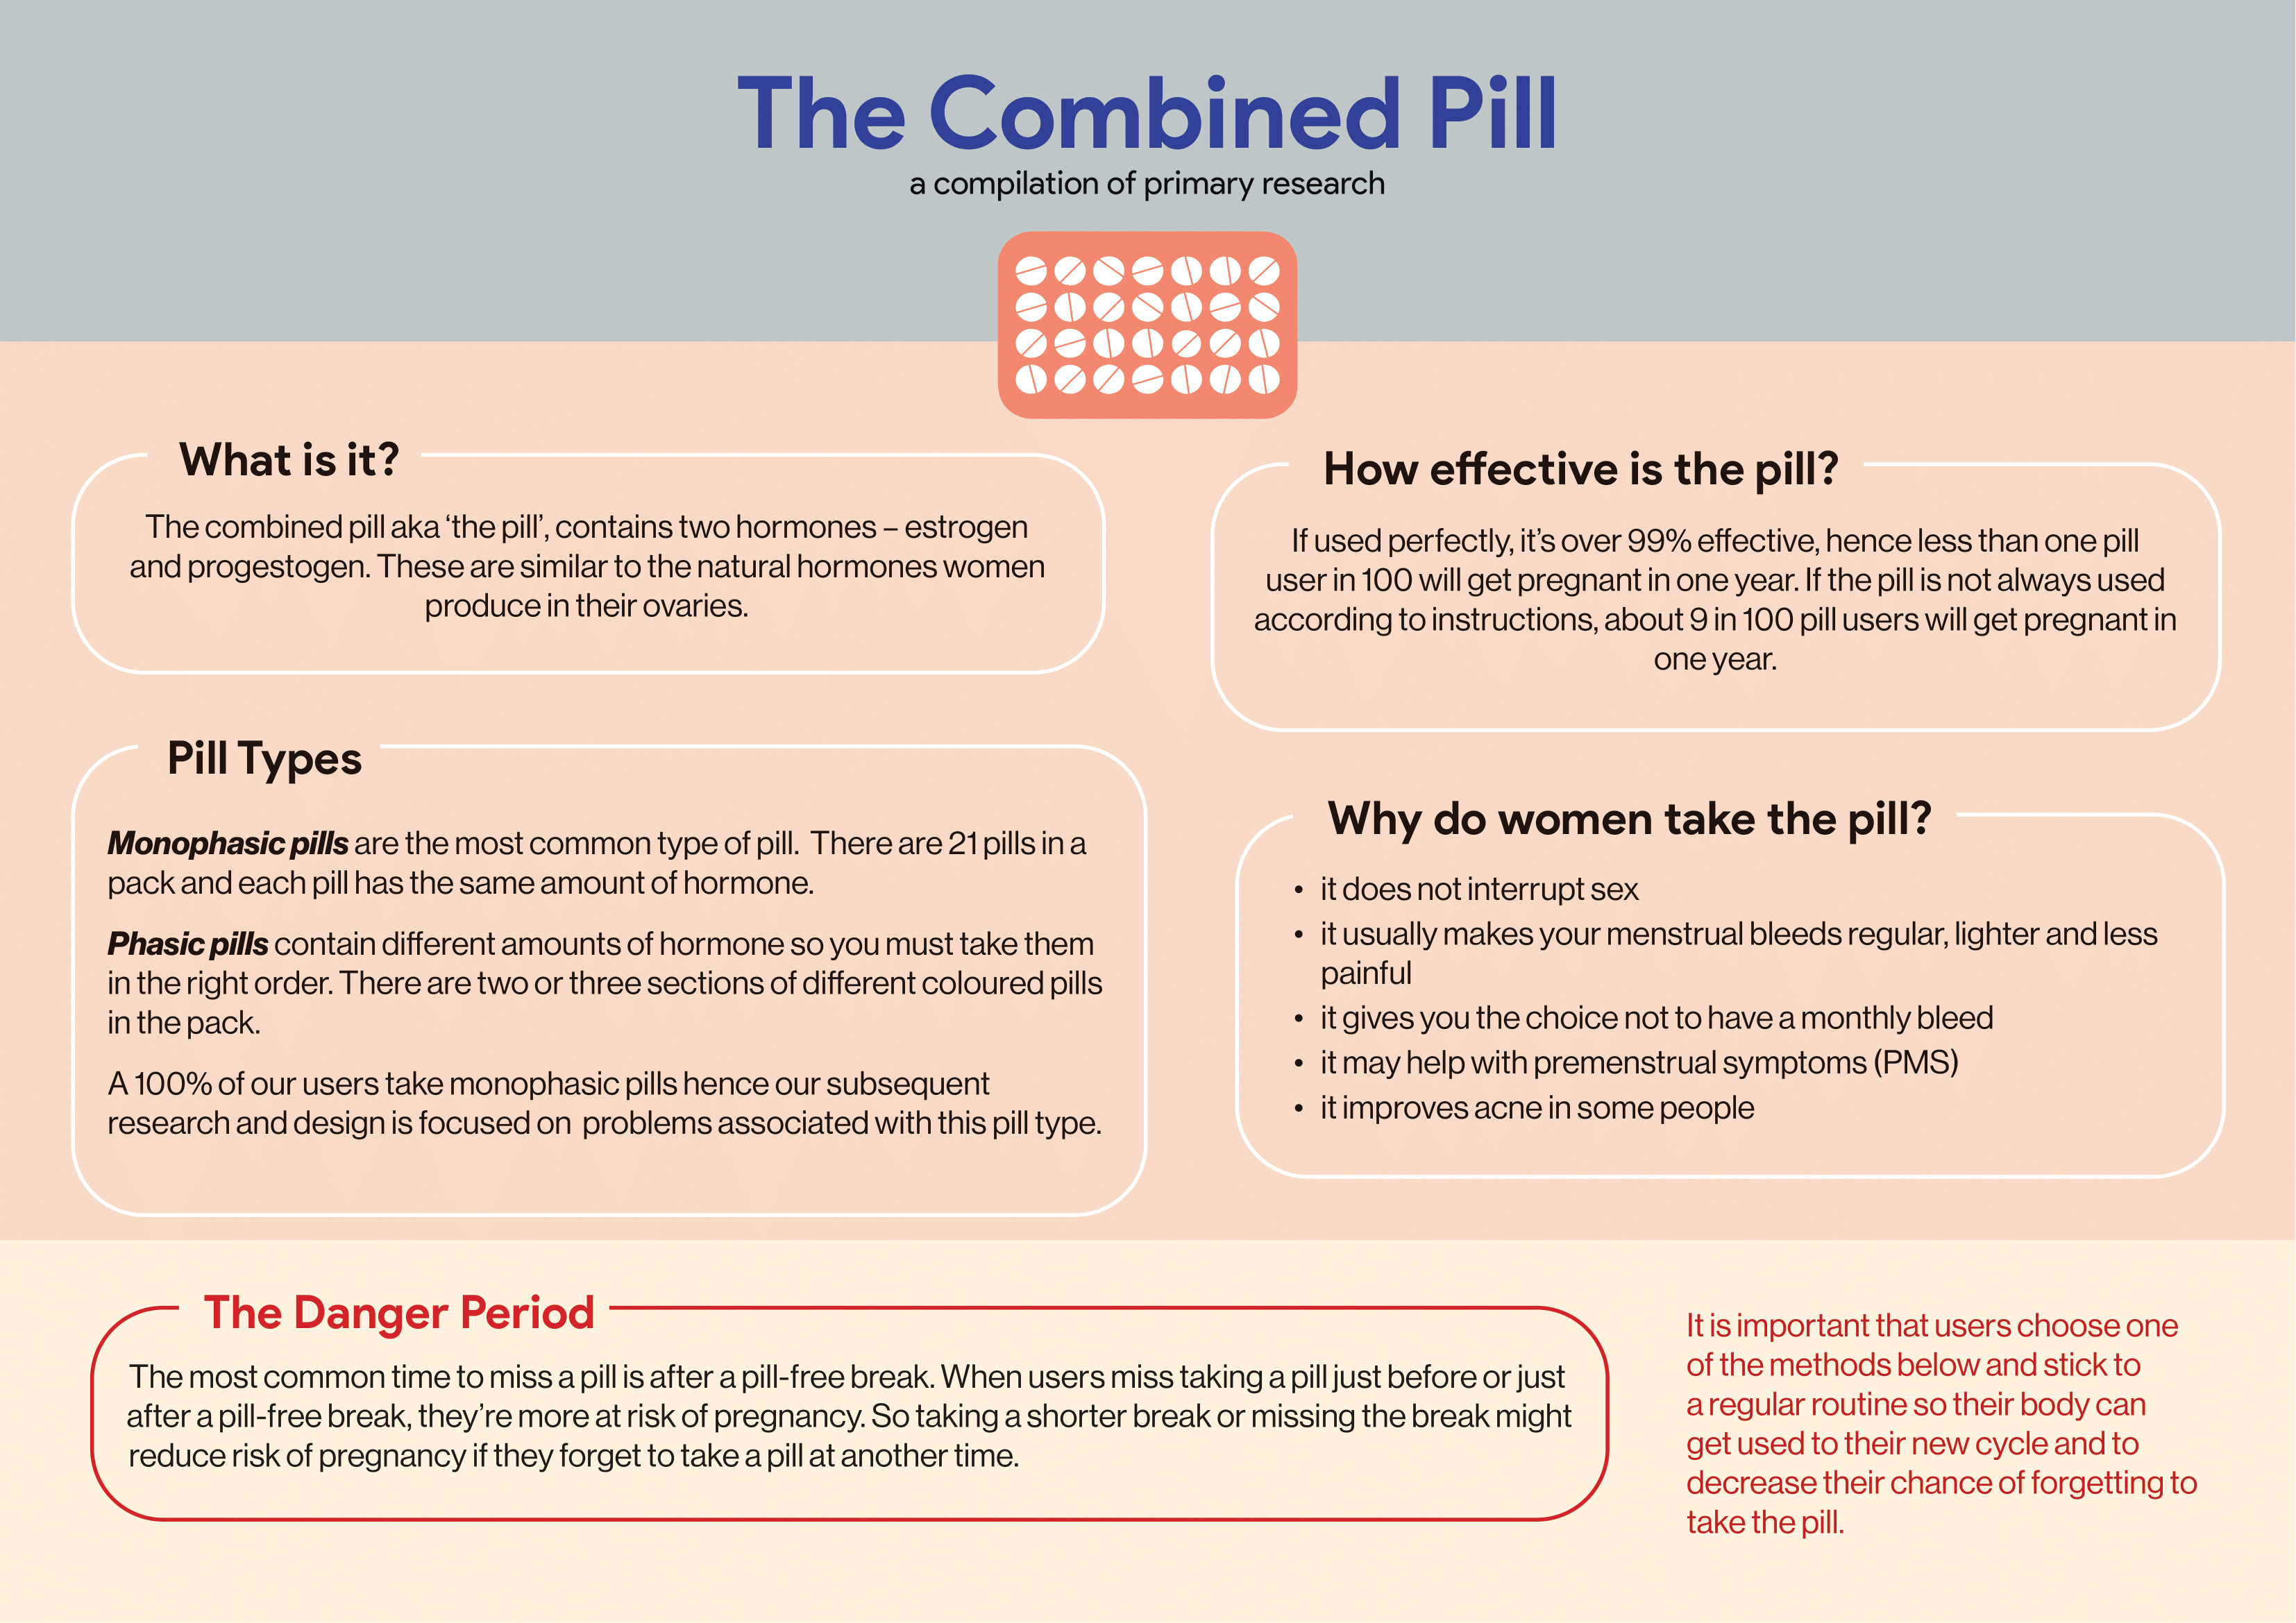 The Combined Pill
a compilation of primary research
What is it?
The combined pill aka ‘the pill’, contains two hormones – estrogen
and progestogen. These are similar to the natural hormones women
produce in their ovaries.
How effective is the pill?
If used perfectly, it’s over 99% effective, hence less than one pill
user in 100 will get pregnant in one year. If the pill is not always used
according to instructions, about 9 in 100 pill users will get pregnant in
one year.
Pill Types
Monophasic pills are the most common type of pill.  There are 21 pills in a
pack and each pill has the same amount of hormone.
Phasic pills contain different amounts of hormone so you must take them
in the right order. There are two or three sections of different coloured pills
in the pack.
A 100% of our users take monophasic pills hence our subsequent
research and design is focused on  problems associated with this pill type.
Why do women take the pill?
• it does not interrupt sex
• it usually makes your menstrual bleeds regular, lighter and less
painful
• it gives you the choice not to have a monthly bleed
• it may help with premenstrual symptoms (PMS)
• it improves acne in some people
The Danger Period
The most common time to miss a pill is after a pill-free break. When users miss taking a pill just before or just
after a pill-free break, they’re more at risk of pregnancy. So taking a shorter break or missing the break might
reduce risk of pregnancy if they forget to take a pill at another time.
It is important that users choose one
of the methods below and stick to
a regular routine so their body can
get used to their new cycle and to
decrease their chance of forgetting to
take the pill.